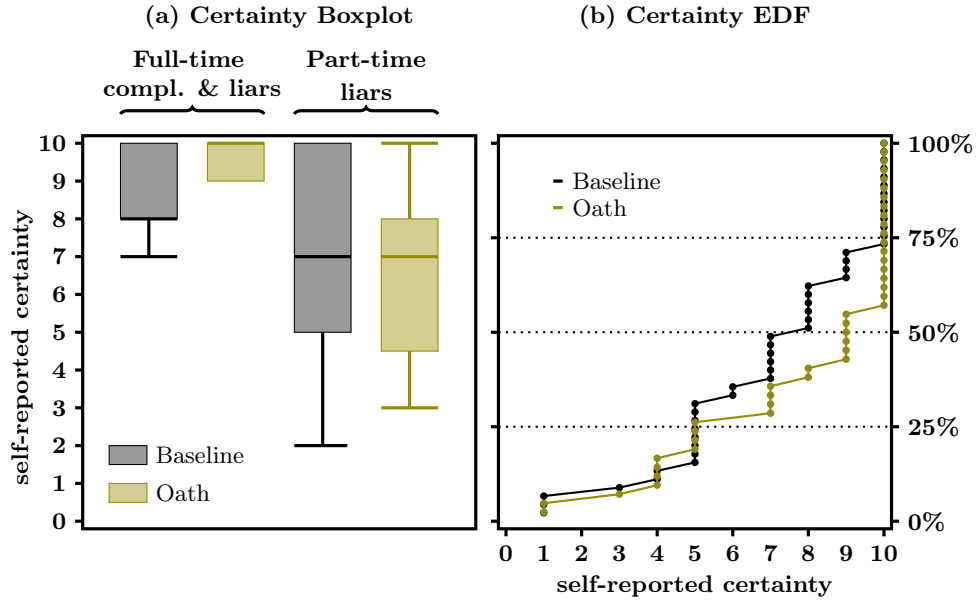 (a) Certainty Boxplot
(b) Certainty EDF
Full-time
compl. & liars
Part-time
liars
self-reported certainty
10
9
8
7
6
5
4
3
2
1
0
Baseline
Oath
Baseline
Oath
100%
75%
50%
25%
0%
0 1 2 3 4 5 6 7 8 9 10
self-reported certainty